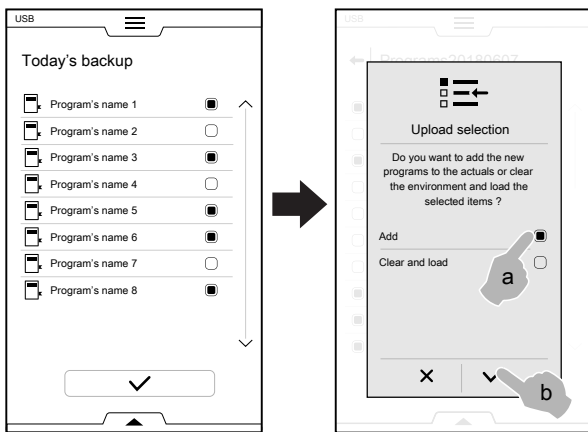 USB
Today's backup
Program's name 1
Program's name 2
Program's name 3
Program's name 4
Program's name 5
Program's name 6
Program's name 7
Program's name 8
USB
Programs20180607
Upload selection
Do you want to add the new
programs to the actuals or clear
the environment and load the
selected items ?
Add
Clear and load
a
b